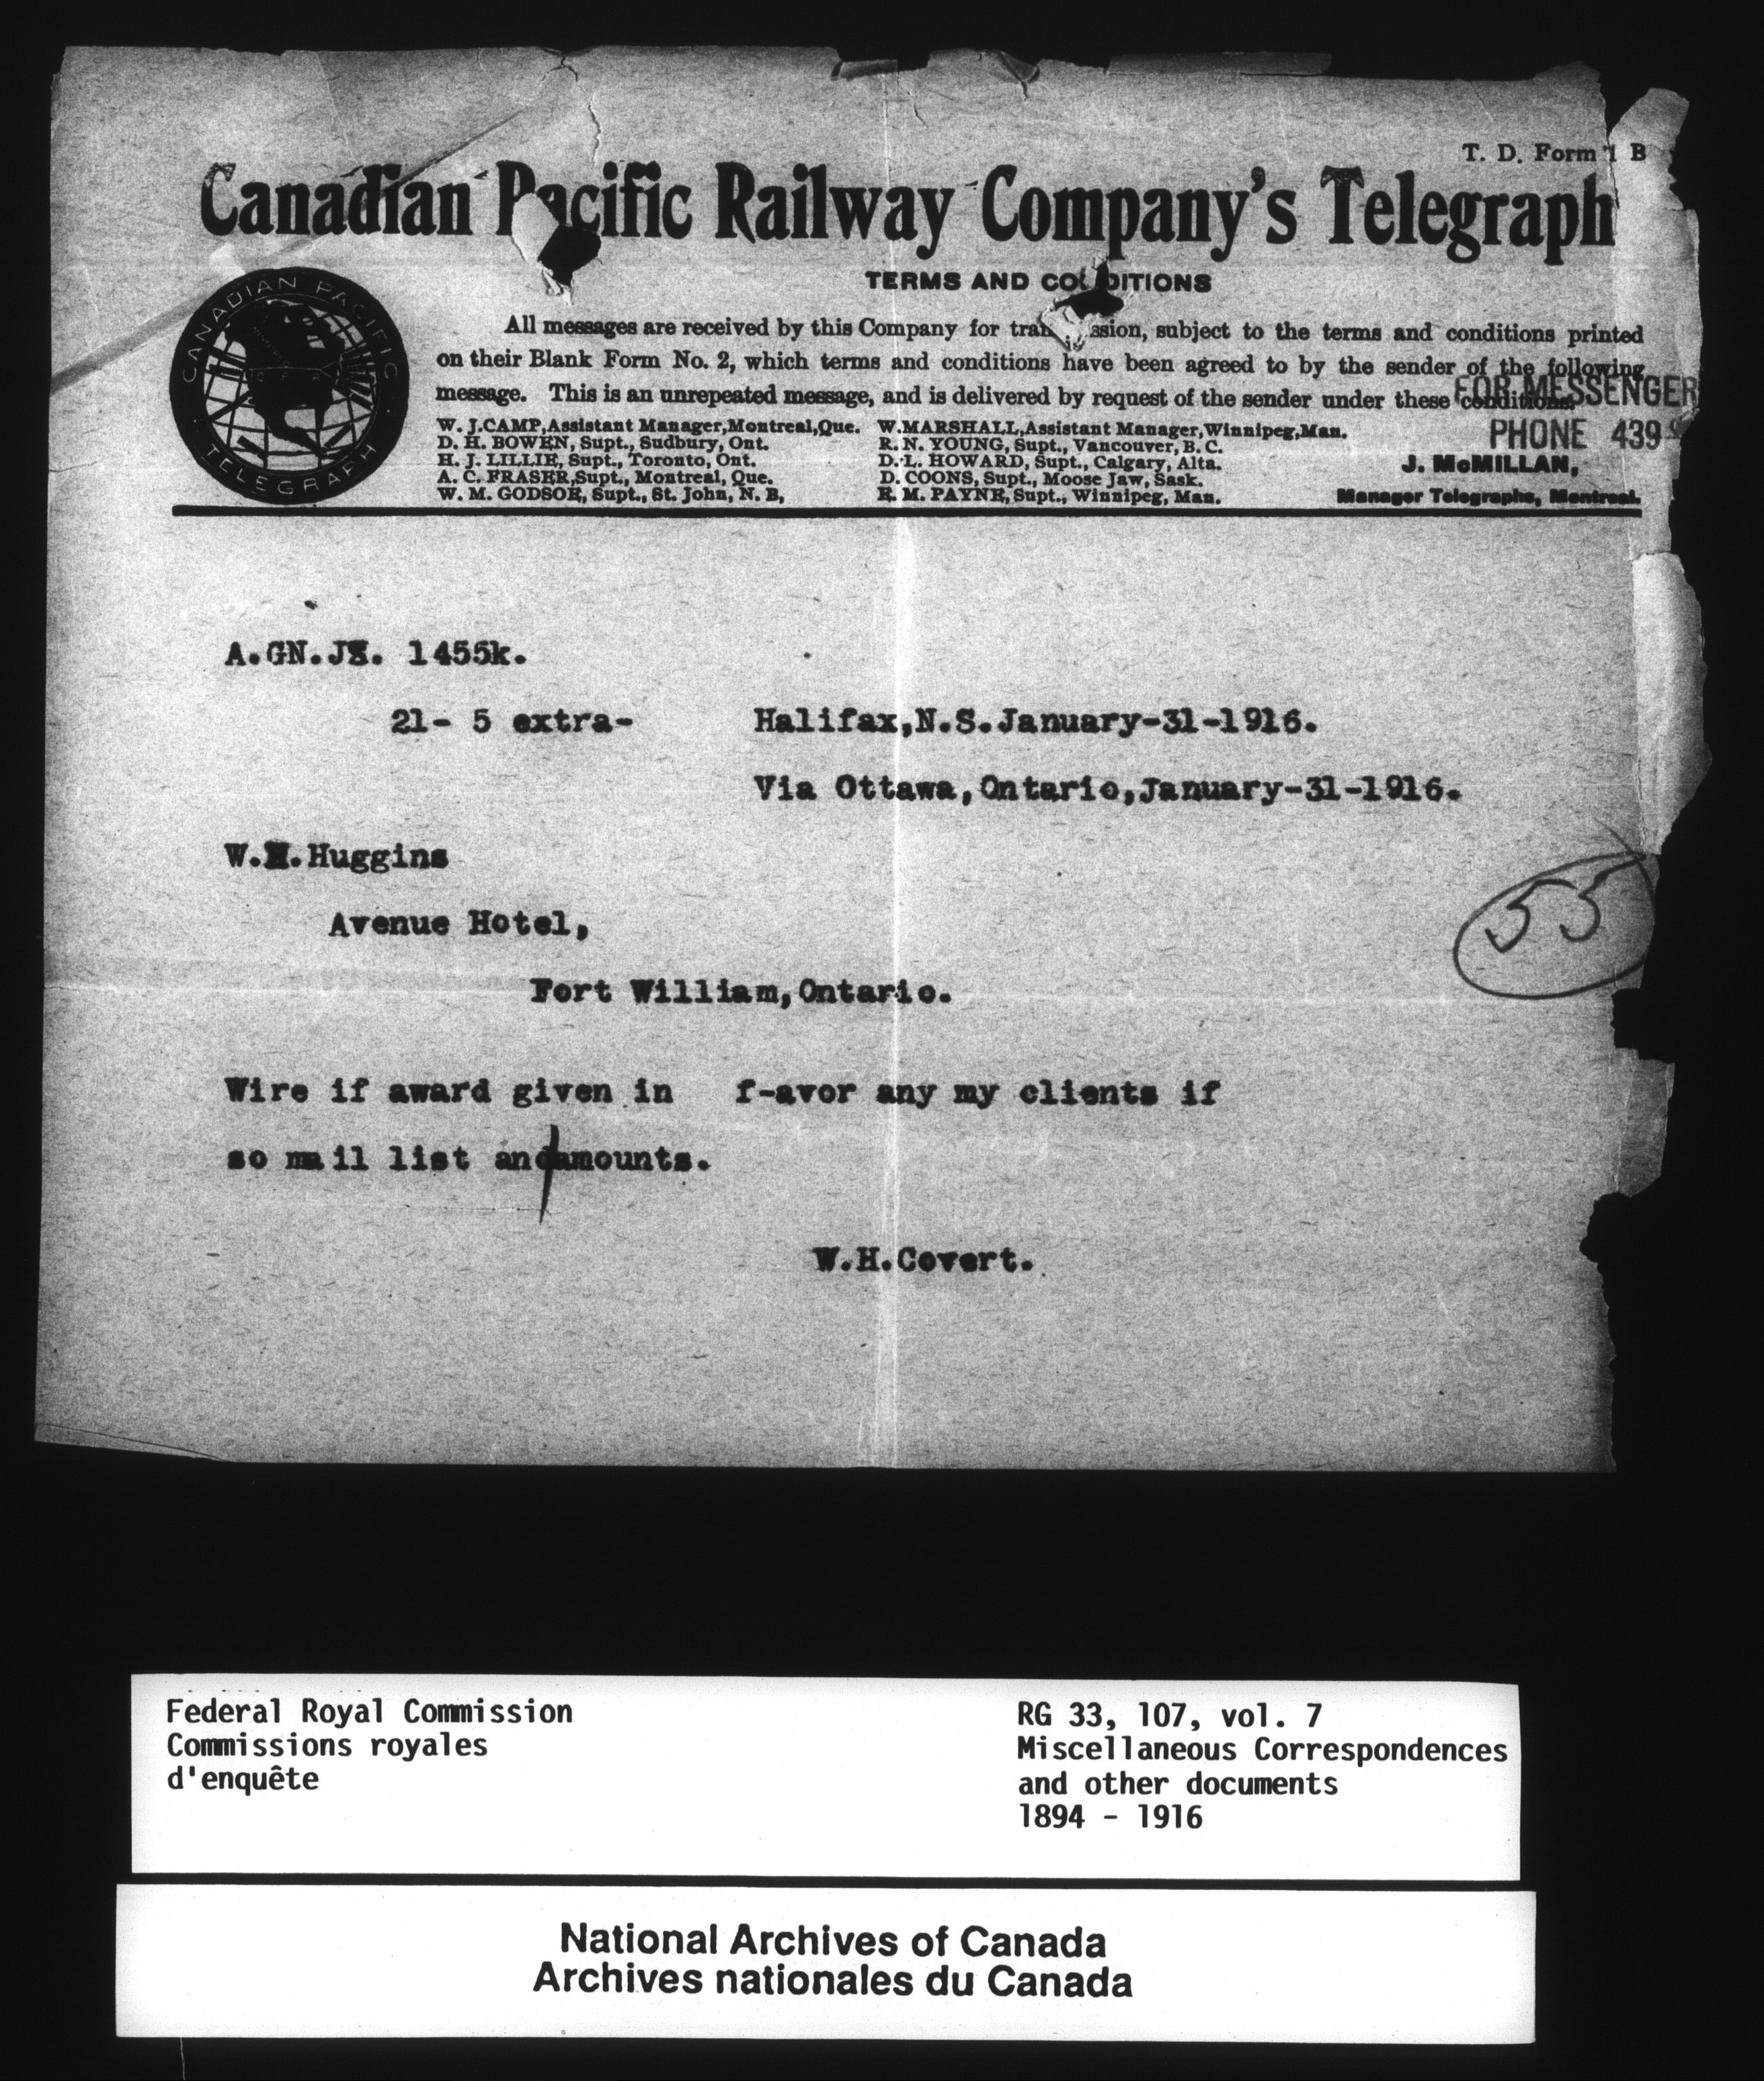 T. D. Form 1 B
Canadian Pacific Railway Company's Telegraph
TERMS AND CONDITIONS
CANADIAN PACIFIC
TELEGRAPH
All messages are received by this Company for transmission, subject to the terms and conditions printed
on their Blank Form No. 2, which terms and conditions have been agreed to by the sender of the following
message. This is an unrepeated message, and is delivered by request of the sender under these conditions.
FOR MESSENGER
PHONE 439
W. J. CAMP, Assistant Manager, Montreal, Que.
D. H. BOWEN, Supt., Sudbury, Ont.
H. J. LILLIE, Supt., Toronto, Ont.
A. C. FRASER, Supt., Montreal, Que.
W. M. GODSOE, Supt., St. John, N. B,
W. MARSHALL, Assistant Manager, Winnipeg, Man.
R. N. YOUNG, Supt., Vancouver, B. C.
D. L. HOWARD, Supt., Calgary, Alta.
D. COONS, Supt., Moose Jaw, Sask.
E. M. PAYNE, Supt., Winnipeg, Man.
J. McMILLAN,
Manager Telegraphs, Montreal.
A.GN. 1455k.
21- 5 extra- Halifax,N.S.January-31-1916.
Via Ottawa,Ontario,January-31-1916.
W. Huggins
Avenue Hotel,
Fort William,Ontario.
55
Wire if award given in f-avor any my clients if
so mail list and/amounts.
W.H.Covert.
Federal Royal Commission
Commissions royales
d'enquête
RG 33, 107, vol. 7
Miscellaneous Correspondences
and other documents
1894 - 1916
National Archives of Canada
Archives nationales du Canada